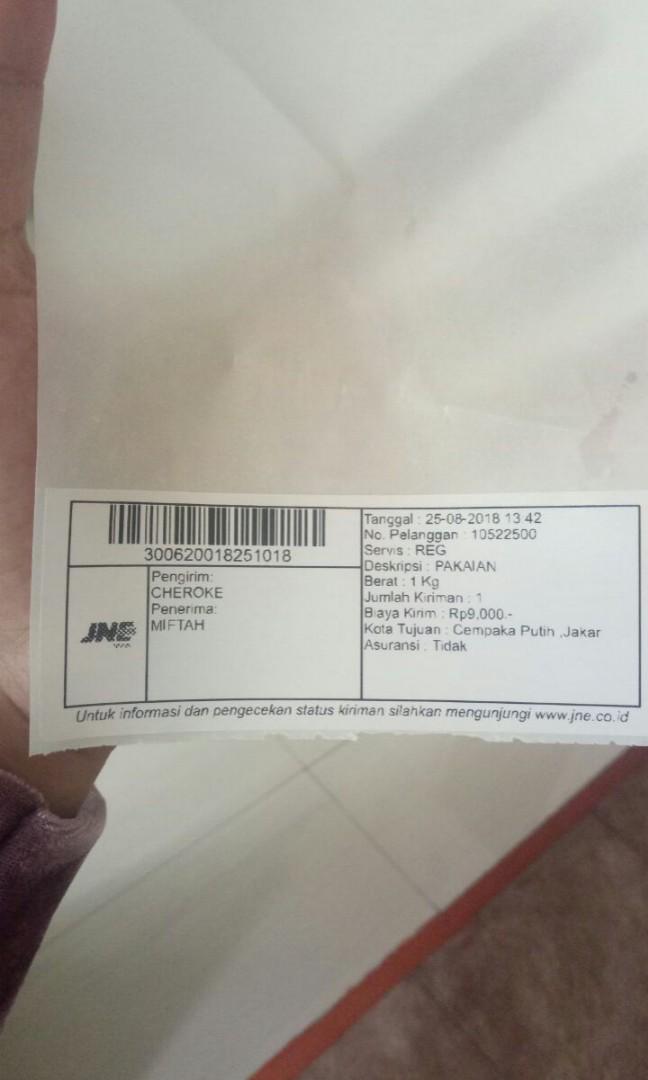 300620018251018
Pengirim:
CHEROKE
Penerima:
MIFTAH
JNE
Tanggal : 25-08-2018 13:42
No. Pelanggan : 10522500
Servis : REG
Deskripsi : PAKAIAN
Berat : 1 Kg
Jumlah Kiriman : 1
Biaya Kirim : Rp9,000.-
Kota Tujuan : Cempaka Putih ,Jakar
Asuransi : Tidak
Untuk informasi dan pengecekan status kiriman silahkan mengunjungi www.jne.co.id